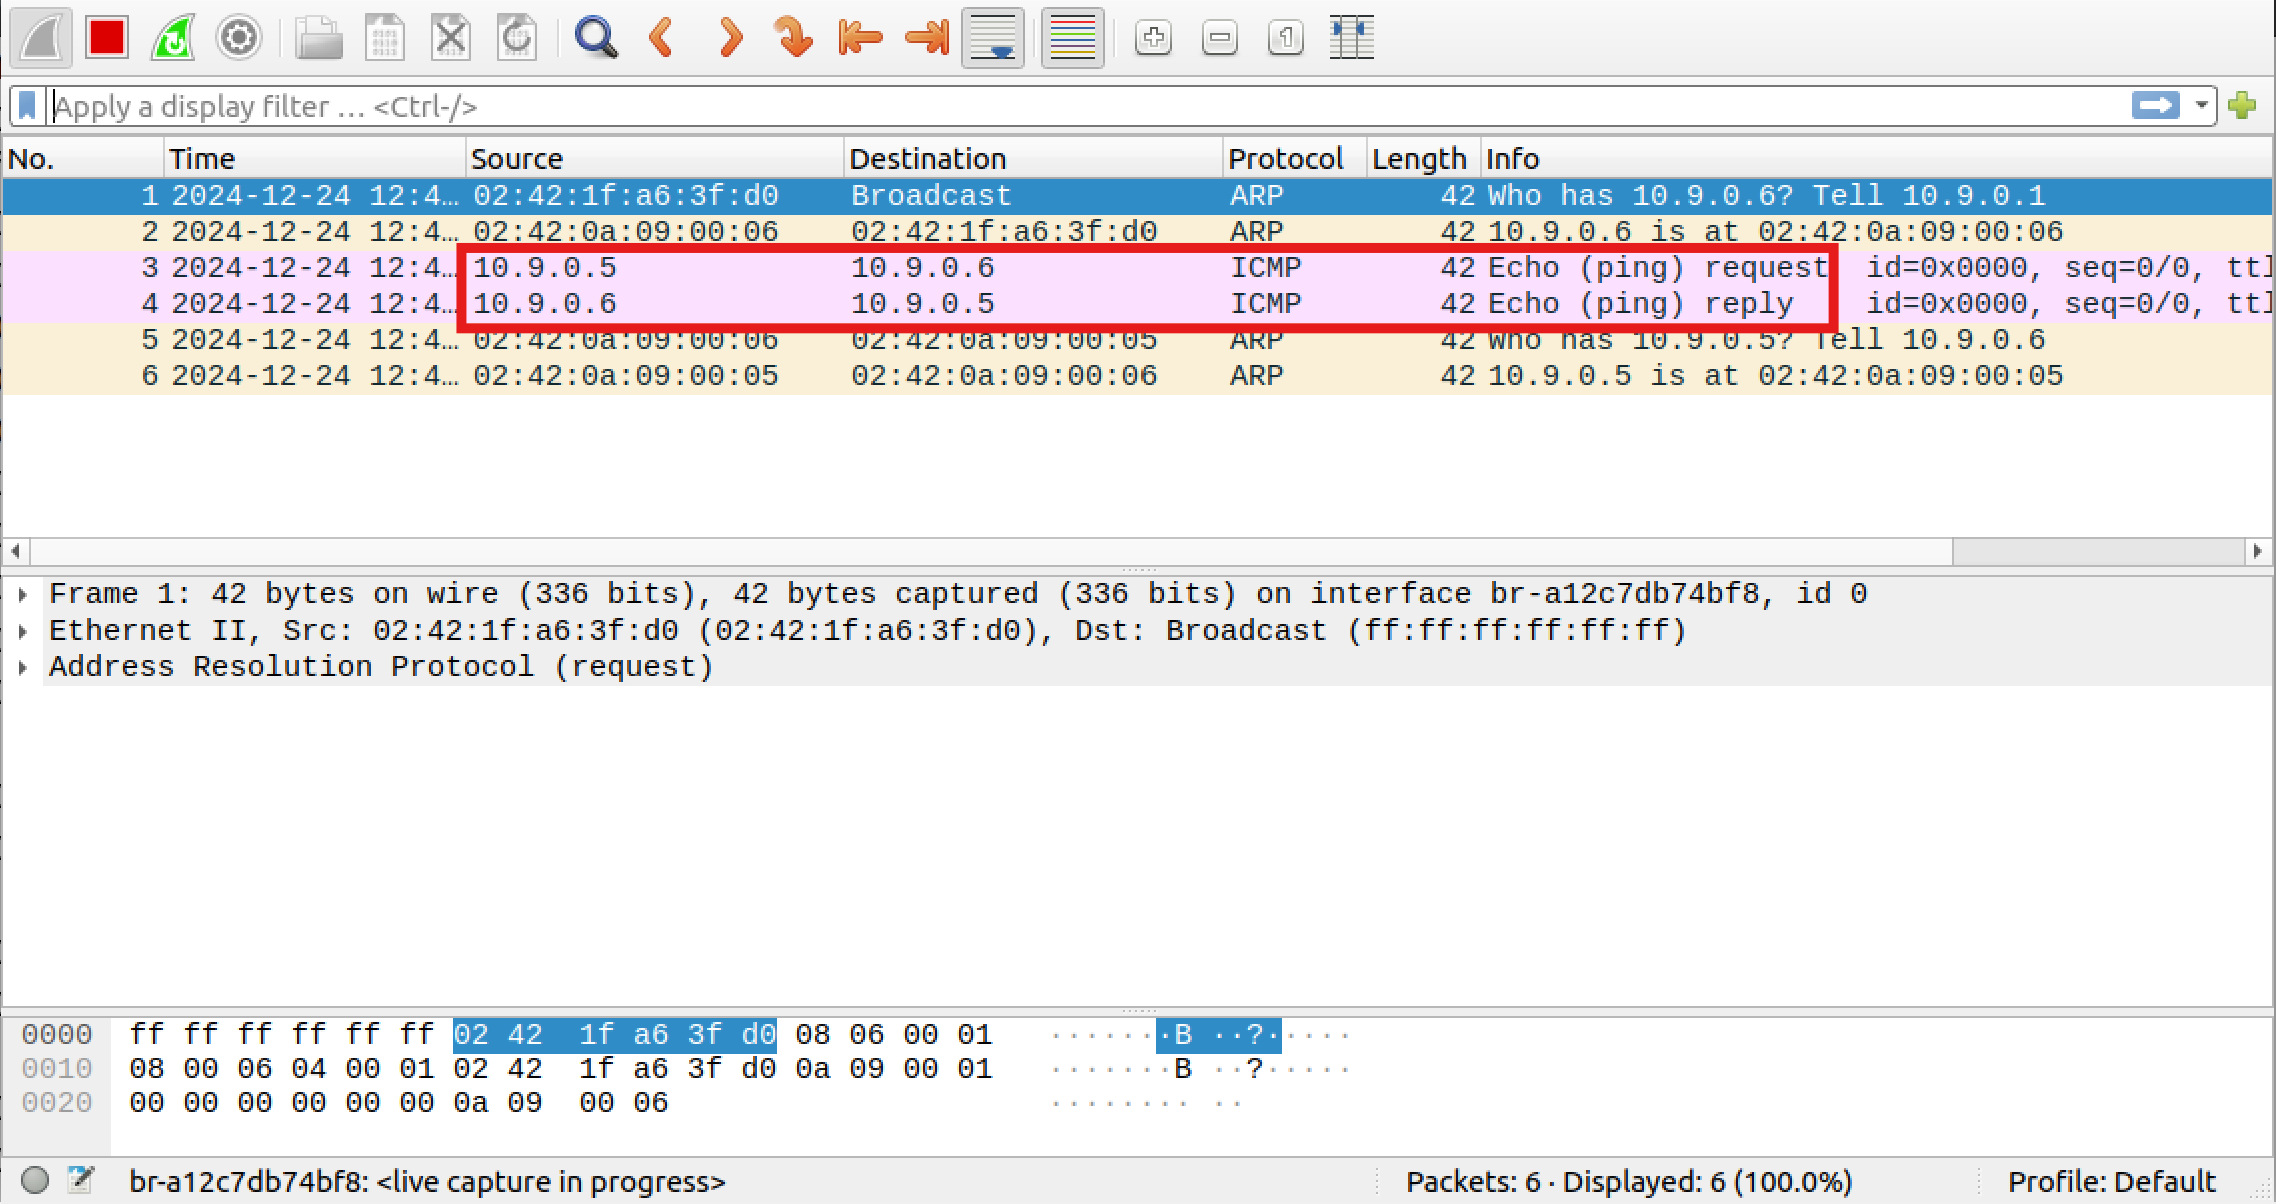 Apply a display filter … <Ctrl-/>
No. Time Source Destination Protocol Length Info
1 2024-12-24 12:4… 02:42:1f:a6:3f:d0 Broadcast ARP 42 Who has 10.9.0.6? Tell 10.9.0.1
2 2024-12-24 12:4… 02:42:0a:09:00:06 02:42:1f:a6:3f:d0 ARP 42 10.9.0.6 is at 02:42:0a:09:00:06
3 2024-12-24 12:4… 10.9.0.5 10.9.0.6 ICMP 42 Echo (ping) request id=0x0000, seq=0/0, ttl
4 2024-12-24 12:4… 10.9.0.6 10.9.0.5 ICMP 42 Echo (ping) reply id=0x0000, seq=0/0, ttl
5 2024-12-24 12:4… 02:42:0a:09:00:06 02:42:0a:09:00:05 ARP 42 Who has 10.9.0.5? Tell 10.9.0.6
6 2024-12-24 12:4… 02:42:0a:09:00:05 02:42:0a:09:00:06 ARP 42 10.9.0.5 is at 02:42:0a:09:00:05
Frame 1: 42 bytes on wire (336 bits), 42 bytes captured (336 bits) on interface br-a12c7db74bf8, id 0
Ethernet II, Src: 02:42:1f:a6:3f:d0 (02:42:1f:a6:3f:d0), Dst: Broadcast (ff:ff:ff:ff:ff:ff)
Address Resolution Protocol (request)
0000 ff ff ff ff ff ff 02 42 1f a6 3f d0 08 06 00 01 ·······B ··?·····
0010 08 00 06 04 00 01 02 42 1f a6 3f d0 0a 09 00 01 ·······B ··?·····
0020 00 00 00 00 00 00 0a 09 00 06 ········ ··
br-a12c7db74bf8: <live capture in progress> Packets: 6 · Displayed: 6 (100.0%) Profile: Default